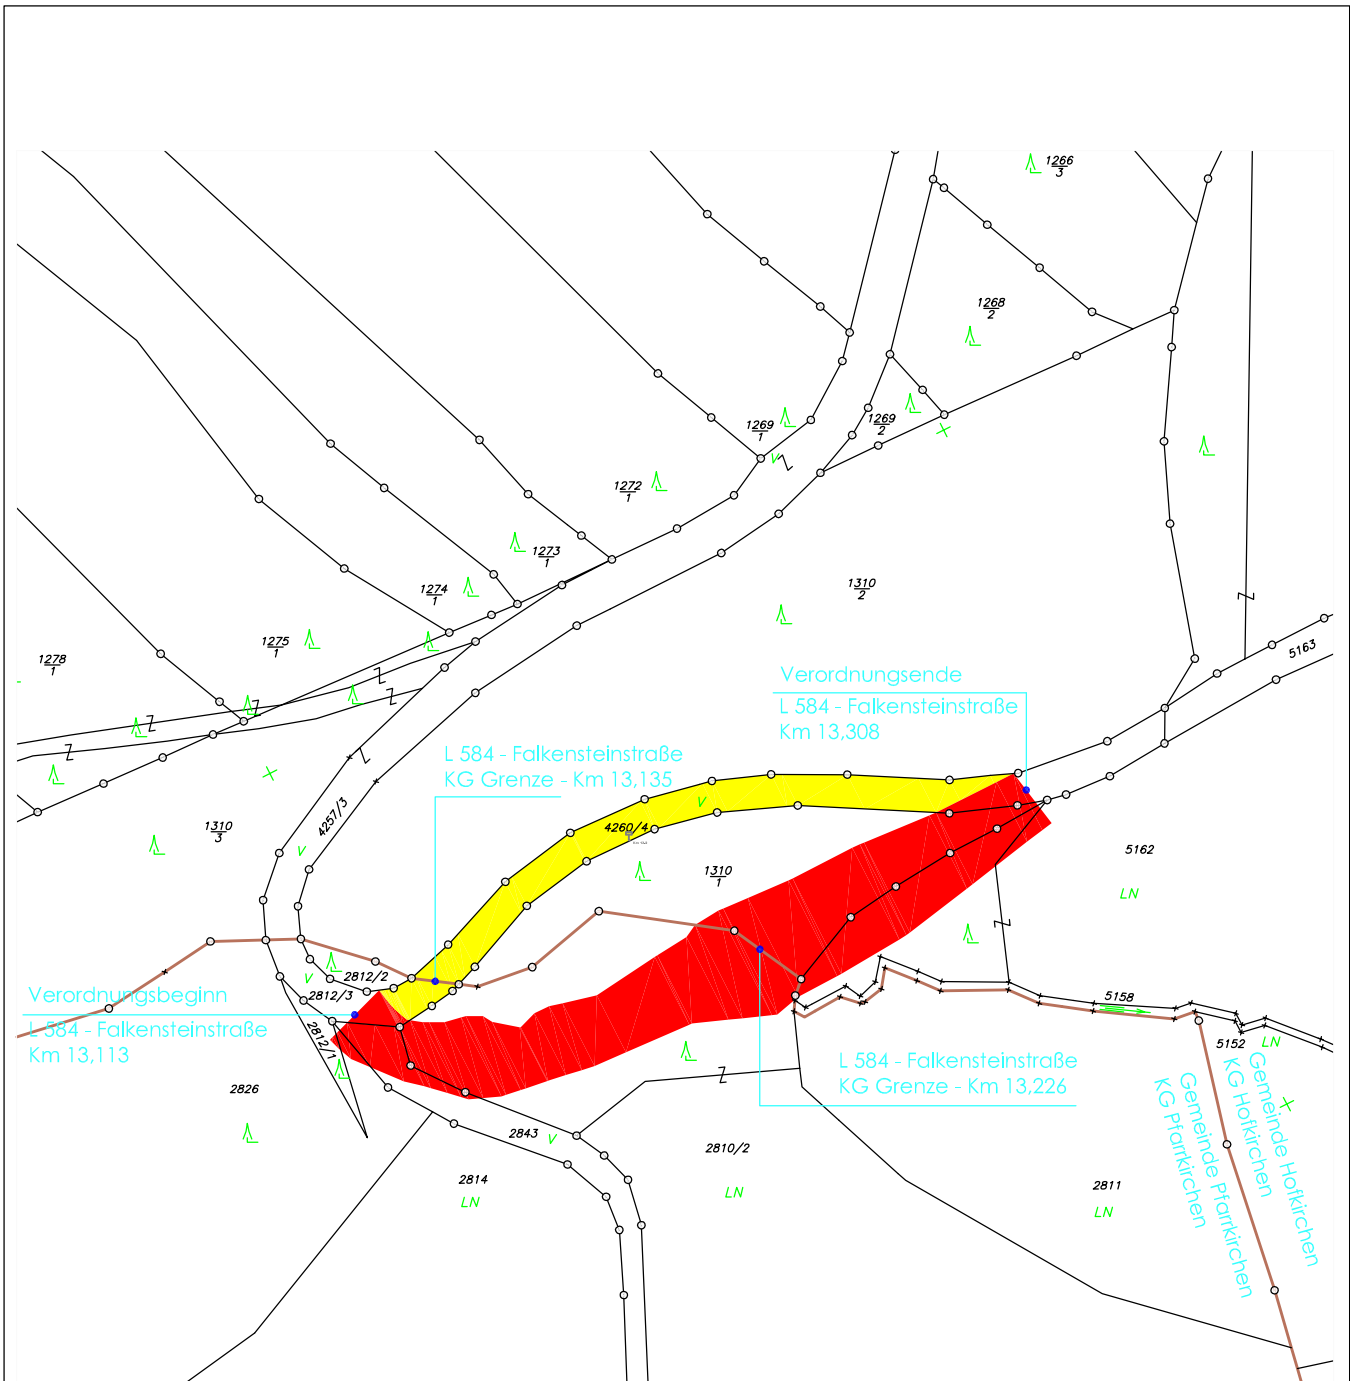 1266
3
1268
2
1269
1
1269
2
V
1272
1
1273
1
1274
1
1275
1
1278
1
1310
2
5163
Verordnungsende
L 584 - Falkensteinstraße
Km 13,308
L 584 - Falkensteinstraße
KG Grenze - Km 13,135
V
4257/3
4260/4
1310
3
V
1310
1
5162
LN
2812/2
V
2812/3
Verordnungsbeginn
L 584 - Falkensteinstraße
Km 13,113
2812/1
5158
5152
LN
L 584 - Falkensteinstraße
KG Grenze - Km 13,226
2826
2843
V
2810/2
LN
2814
LN
2811
LN
Gemeinde Hofkirchen
KG Hofkirchen
Gemeinde Pfarrkirchen
KG Pfarrkirchen